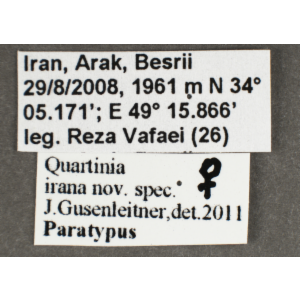 Iran, Arak, Besrii
29/8/2008, 1961 m N 34°
05.171'; E 49° 15.866'
leg. Reza Vafaei (26)
Quartinia
irana nov. spec. ♀
J.Gusenleitner,det.2011
Paratypus